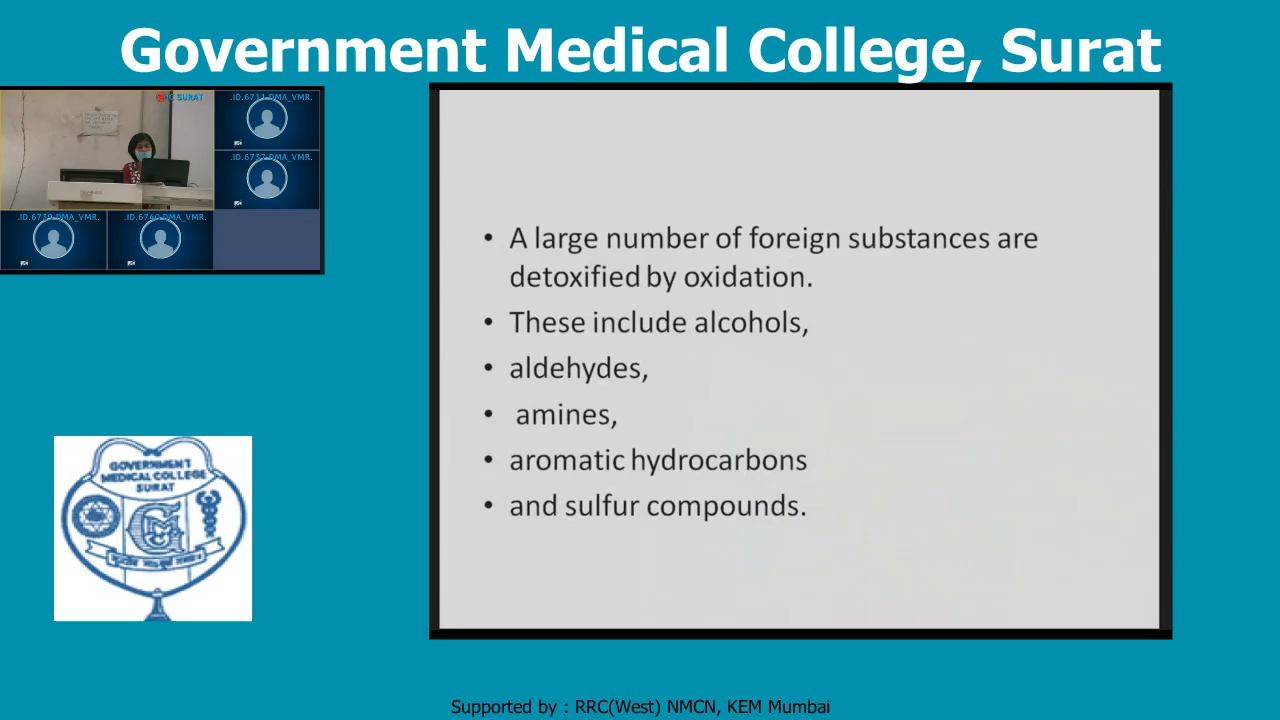 Government Medical College, Surat
SURAT
.ID.6711-DMA_VMR.
.ID.6737-DMA_VMR.
.ID.6739-DMA_VMR.
.ID.6740-DMA_VMR.
• A large number of foreign substances are
detoxified by oxidation.
• These include alcohols,
• aldehydes,
• amines,
• aromatic hydrocarbons
• and sulfur compounds.
GOVERNMENT
MEDICAL COLLEGE
SURAT
Supported by : RRC(West) NMCN, KEM Mumbai